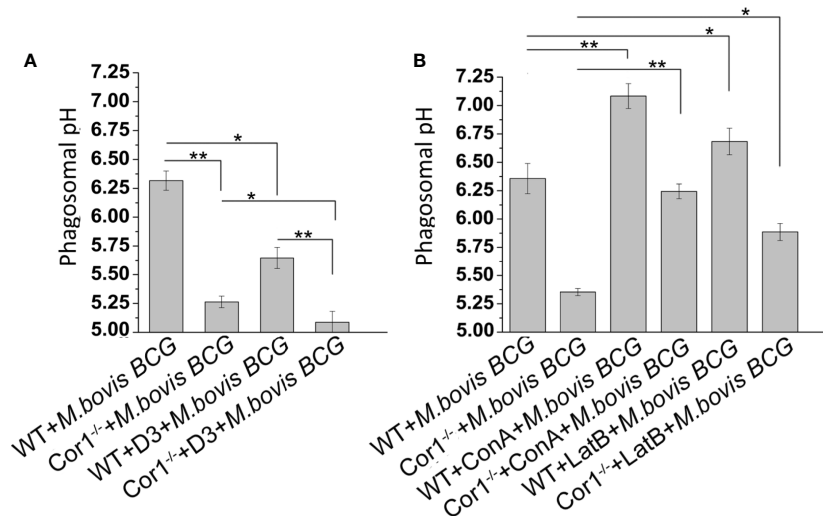 A
Phagosomal pH
7.25
7.00
6.75
6.50
6.25
6.00
5.75
5.50
5.25
5.00
*
**
*
**
WT+M.bovis BCG
Cor1-/-+M.bovis BCG
WT+D3+M.bovis BCG
Cor1-/-+D3+M.bovis BCG
B
Phagosomal pH
7.25
7.00
6.75
6.50
6.25
6.00
5.75
5.50
5.25
5.00
*
*
**
**
WT+M.bovis BCG
Cor1-/-+M.bovis BCG
WT+ConA+M.bovis BCG
Cor1-/-+ConA+M.bovis BCG
WT+LatB+M.bovis BCG
Cor1-/-+LatB+M.bovis BCG